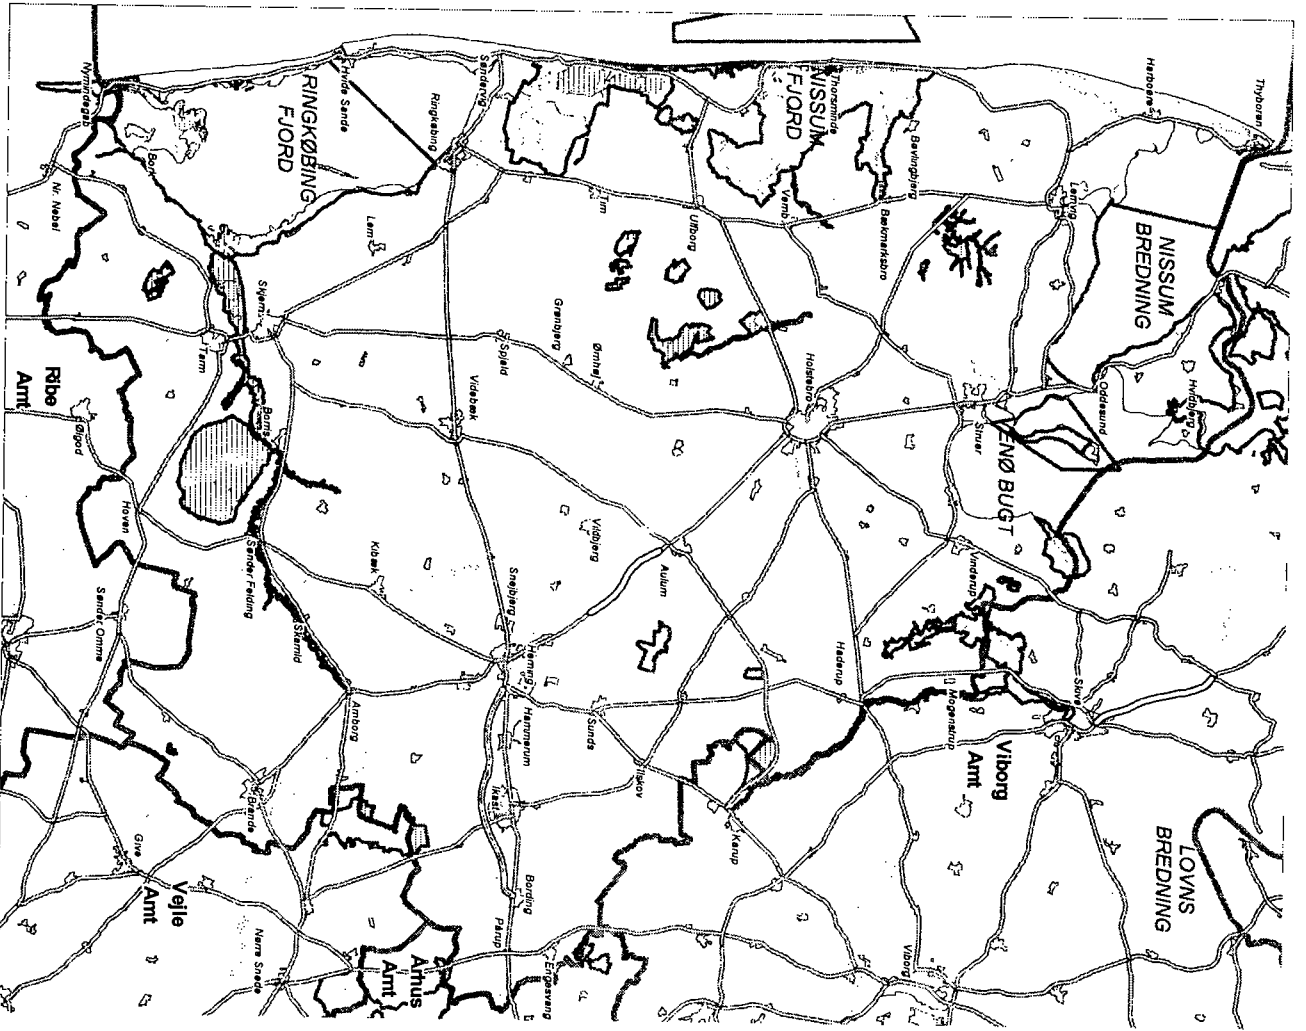 Thyborøn
Harboøre
Thorsminde
NISSUM
FJORD
Søndervig
Hvide Sande
RINGKØBING
FJORD
Nymindegab
Bork
Nr. Nebel
Ringkøbing
Lem
Tim
Ulfborg
Vemb
Bækmarksbro
Bøvlingbjerg
Lemvig
NISSUM
BREDNING
Hvidbjerg
Oddesund
Struer
VENØ BUGT
Holstebro
Ørnhøj
Grønbjerg
Spjald
Videbæk
Skjern
Tarm
Borris
Ribe
Amt
Ølgod
Hoven
Sønder Felding
Sønder Omme
Skarrild
Kibæk
Vildbjerg
Aulum
Snejbjerg
Herning
Hammerum
Ikast
Sunds
Ilskov
Haderup
Vinderup
Skive
Mogenstrup
Viborg
Amt
LOVNS
BREDNING
Karup
Arnborg
Brande
Give
Vejle
Amt
Nørre Snede
Århus
Amt
Bording
Pårup
Engesvang
Viborg